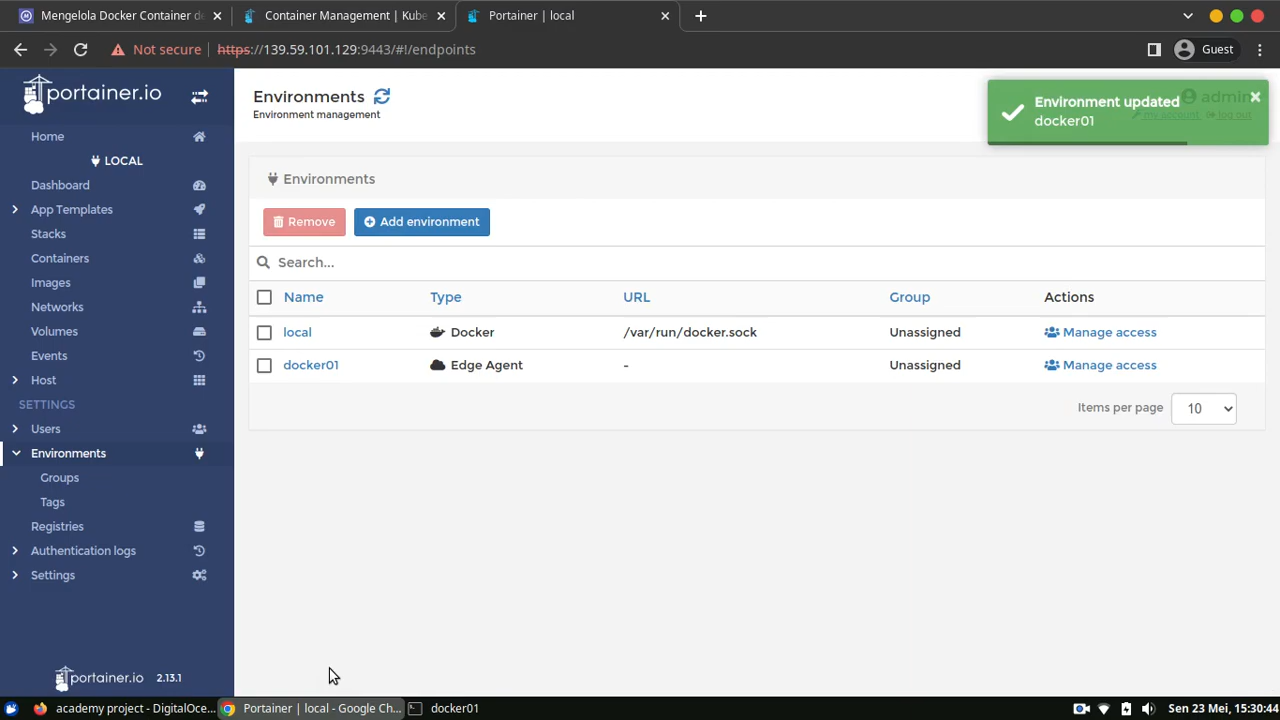 Mengelola Docker Container de
Container Management | Kube
Portainer | local
Not secure
https://139.59.101.129:9443/#!/endpoints
Guest
portainer.io
Home
LOCAL
Dashboard
App Templates
Stacks
Containers
Images
Networks
Volumes
Events
Host
SETTINGS
Users
Environments
Groups
Tags
Registries
Authentication logs
Settings
portainer.io 2.13.1
Environments
Environment management
Environment updated
docker01
admin
my account log out
Environments
Remove Add environment
Search...
Name Type URL Group Actions
local Docker /var/run/docker.sock Unassigned Manage access
docker01 Edge Agent - Unassigned Manage access
Items per page 10
academy project - DigitalOce...
Portainer | local - Google Ch...
docker01
Sen 23 Mei, 15:30:44